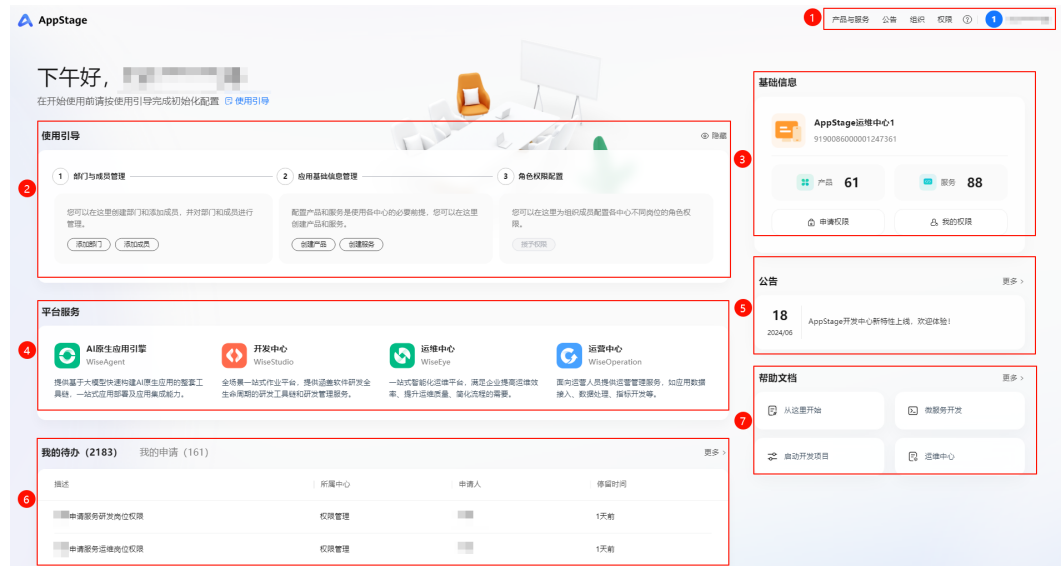 AppStage
1 产品与服务 公告 组织 权限 ? 1
下午好，
在开始使用前请按使用引导完成初始化配置 使用引导
2
使用引导 隐藏
1 部门与成员管理 2 应用基础信息管理 3 角色权限配置
您可以在这里创建部门和添加成员，并对部门和成员进行 配置产品和服务是使用各中心的必要前提，您可以在这里 您可以在这里为组织成员配置各中心不同岗位的角色权
管理。 创建产品和服务。 限。
添加部门 添加成员 创建产品 创建服务 授予权限
3
基础信息
AppStage运维中心1
9190086000001247361
产品 61 服务 88
申请权限 我的权限
4
平台服务
AI原生应用引擎 开发中心 运维中心 运营中心
WiseAgent WiseStudio WiseEye WiseOperation
提供基于大模型快速构建AI原生应用的整套工 全场景一站式作业平台，提供涵盖软件研发全 一站式智能化运维平台，满足企业提高运维效 面向运营人员提供运营管理服务，如应用数据
具链，一站式应用部署及应用集成能力。 生命周期的研发工具链和研发管理服务。 率、提升运维质量、简化流程的需要。 接入、数据处理、指标开发等。
5
公告 更多 >
18
2024/06 AppStage开发中心新特性上线，欢迎体验！
6
我的待办（2183） 我的申请（161） 更多 >
描述 所属中心 申请人 停留时间
申请服务研发岗位权限 权限管理 1天前
申请服务运维岗位权限 权限管理 1天前
7
帮助文档 更多 >
从这里开始 微服务开发
启动开发项目 运维中心